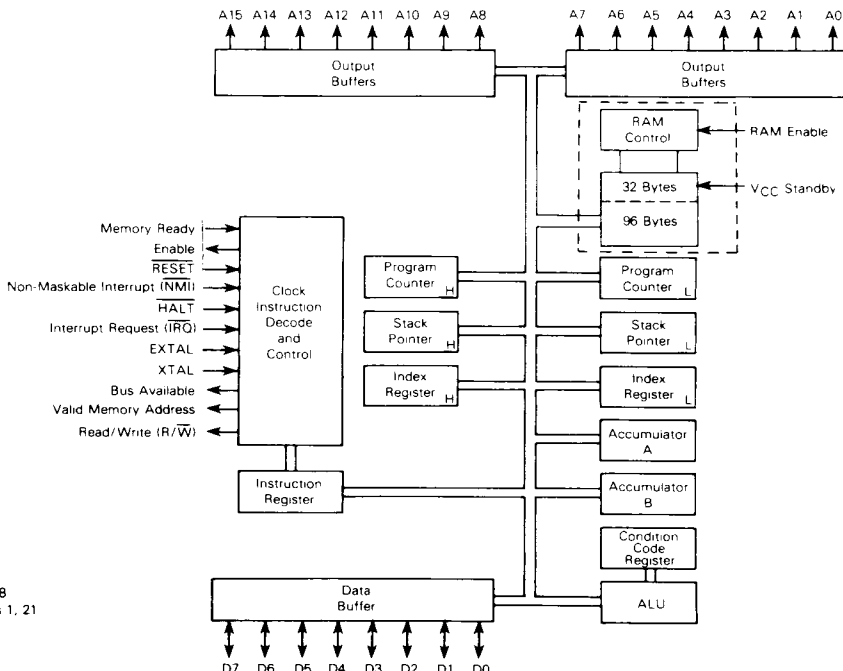 A15 A14 A13 A12 A11 A10 A9 A8
A7 A6 A5 A4 A3 A2 A1 A0
Output
Buffers
Output
Buffers
RAM
Control
RAM Enable
32 Bytes
VCC Standby
96 Bytes
Memory Ready
Enable
RESET
Non-Maskable Interrupt (NMI)
HALT
Interrupt Request (IRQ)
EXTAL
XTAL
Bus Available
Valid Memory Address
Read/Write (R/W)
Clock
Instruction
Decode
and
Control
Program
Counter H
Program
Counter L
Stack
Pointer H
Stack
Pointer L
Index
Register H
Index
Register L
Accumulator
A
Instruction
Register
Accumulator
B
Condition
Code
Register
8
s 1, 21
Data
Buffer
ALU
D7 D6 D5 D4 D3 D2 D1 D0